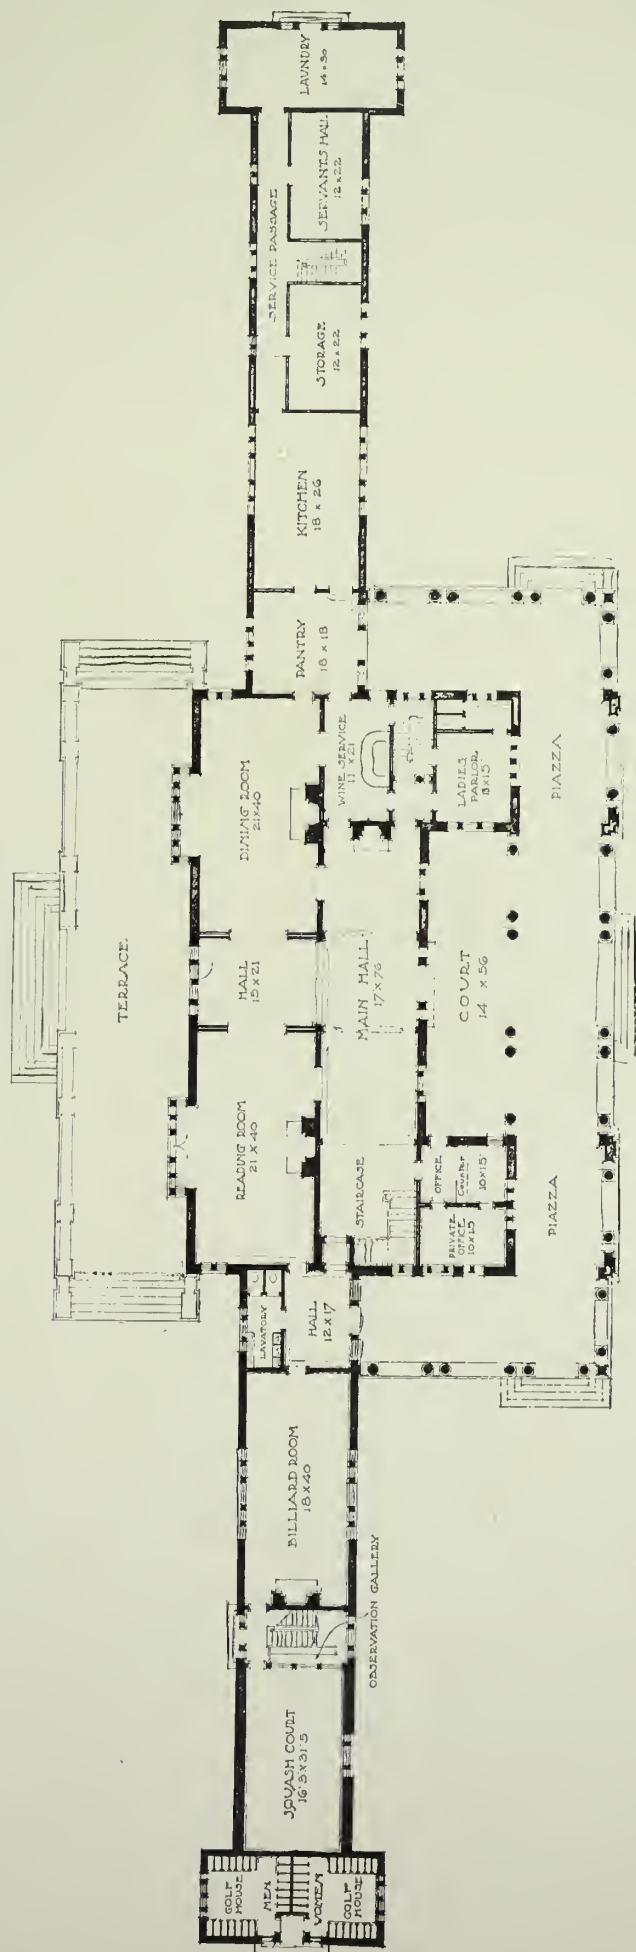 LAUNDRY
14 x 30
SERVANTS HALL
12 x 22
SERVICE PASSAGE
STORAGE
12 x 22
KITCHEN
18 x 26
PANTRY
18 x 18
DINING ROOM
21 x 40
WINE SERVICE
11 x 21
LADIES
PARLOR
13 x 15
PIAZZA
TERRACE
HALL
15 x 21
MAIN HALL
17 x 76
COURT
14 x 56
READING ROOM
21 x 40
STAIRCASE
OFFICE
COUNTER
10 x 15
PRIVATE
OFFICE
10 x 15
PIAZZA
LAVATORY
HALL
12 x 17
BILLIARD ROOM
18 x 40
OBSERVATION GALLERY
SQUASH COURT
16'3 x 31'5
GOLF
HOUSE
MEN
WOMEN
GOLF
HOUSE